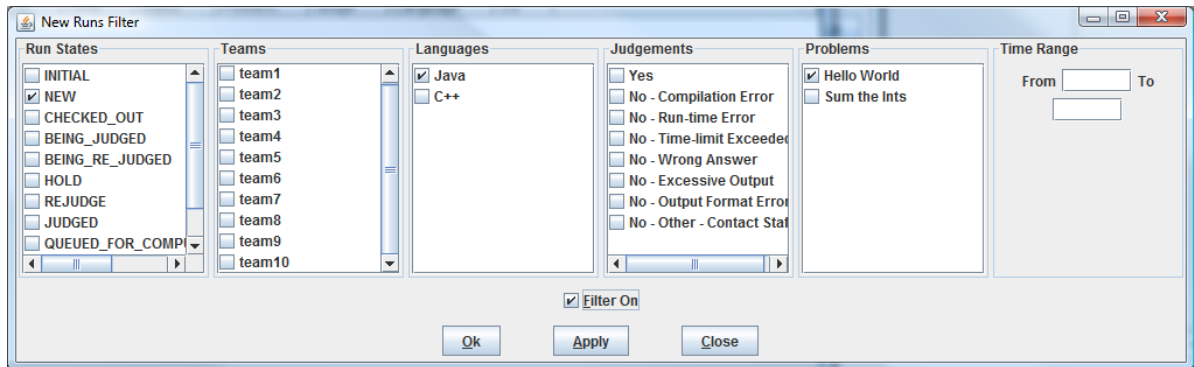 New Runs Filter
Run States
INITIAL
NEW
CHECKED_OUT
BEING_JUDGED
BEING_RE_JUDGED
HOLD
REJUDGE
JUDGED
QUEUED_FOR_COMPI
Teams
team1
team2
team3
team4
team5
team6
team7
team8
team9
team10
Languages
Java
C++
Judgements
Yes
No - Compilation Error
No - Run-time Error
No - Time-limit Exceeded
No - Wrong Answer
No - Excessive Output
No - Output Format Error
No - Other - Contact Staf
Problems
Hello World
Sum the Ints
Time Range
From To
Filter On
Ok Apply Close